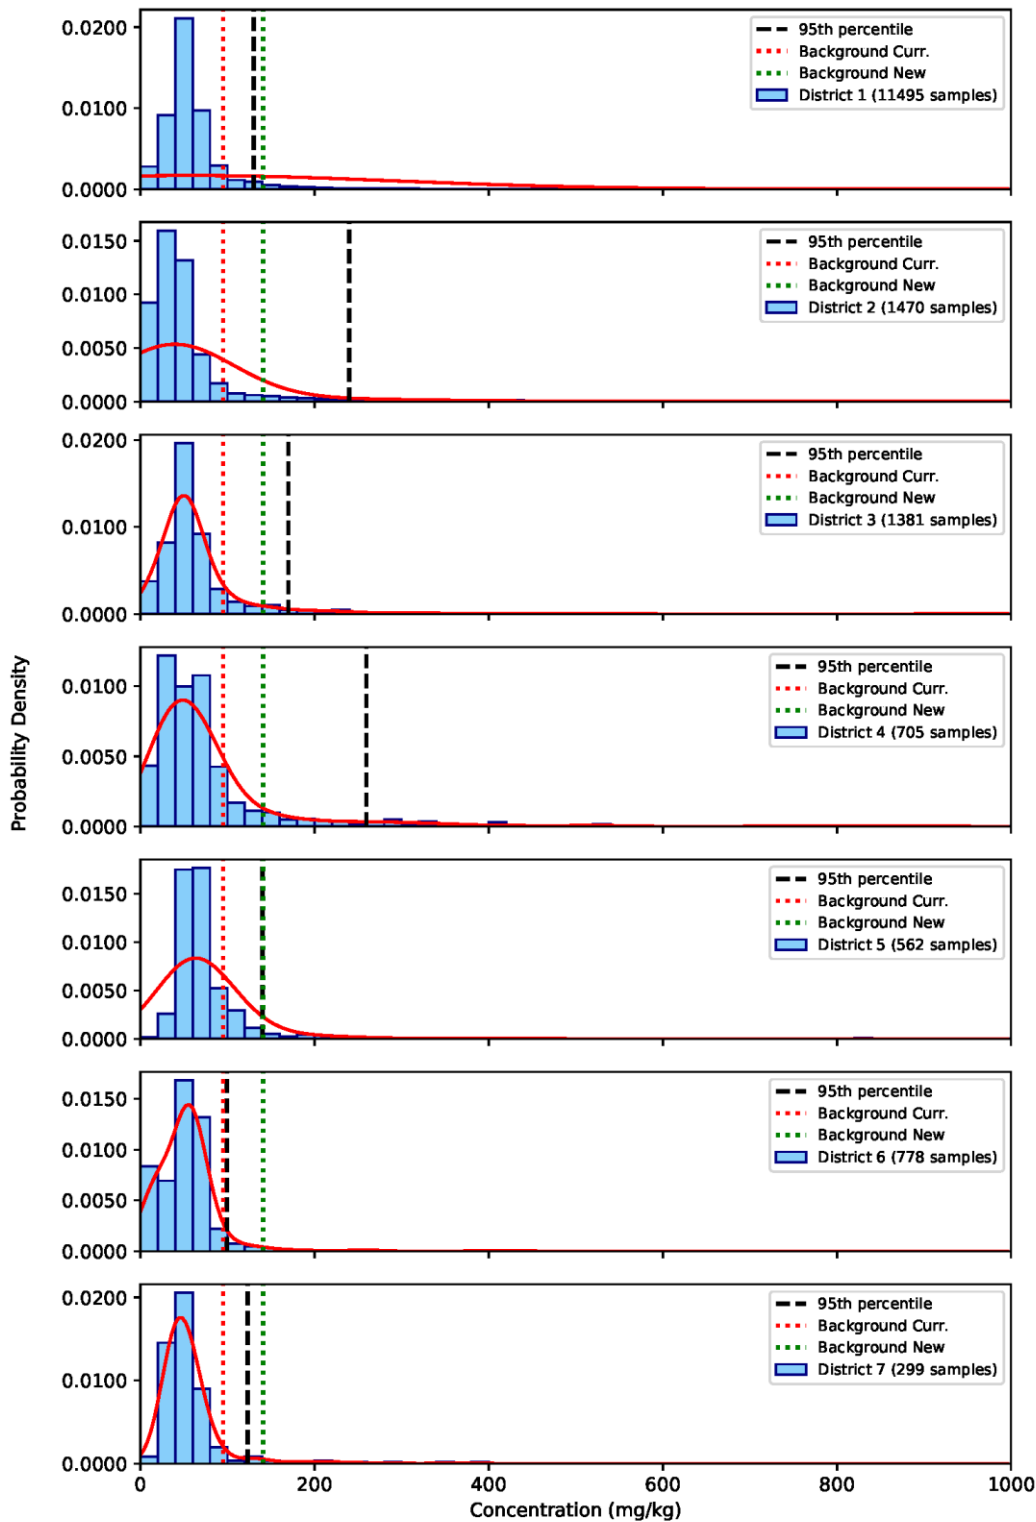 0.0200
0.0100
0.0000
95th percentile
Background Curr.
Background New
District 1 (11495 samples)
0.0150
0.0100
0.0050
0.0000
95th percentile
Background Curr.
Background New
District 2 (1470 samples)
0.0200
0.0100
0.0000
95th percentile
Background Curr.
Background New
District 3 (1381 samples)
Probability Density
0.0100
0.0050
0.0000
95th percentile
Background Curr.
Background New
District 4 (705 samples)
0.0150
0.0100
0.0050
0.0000
95th percentile
Background Curr.
Background New
District 5 (562 samples)
0.0150
0.0100
0.0050
0.0000
95th percentile
Background Curr.
Background New
District 6 (778 samples)
0.0200
0.0100
0.0000
95th percentile
Background Curr.
Background New
District 7 (299 samples)
0 200 400 600 800 1000
Concentration (mg/kg)